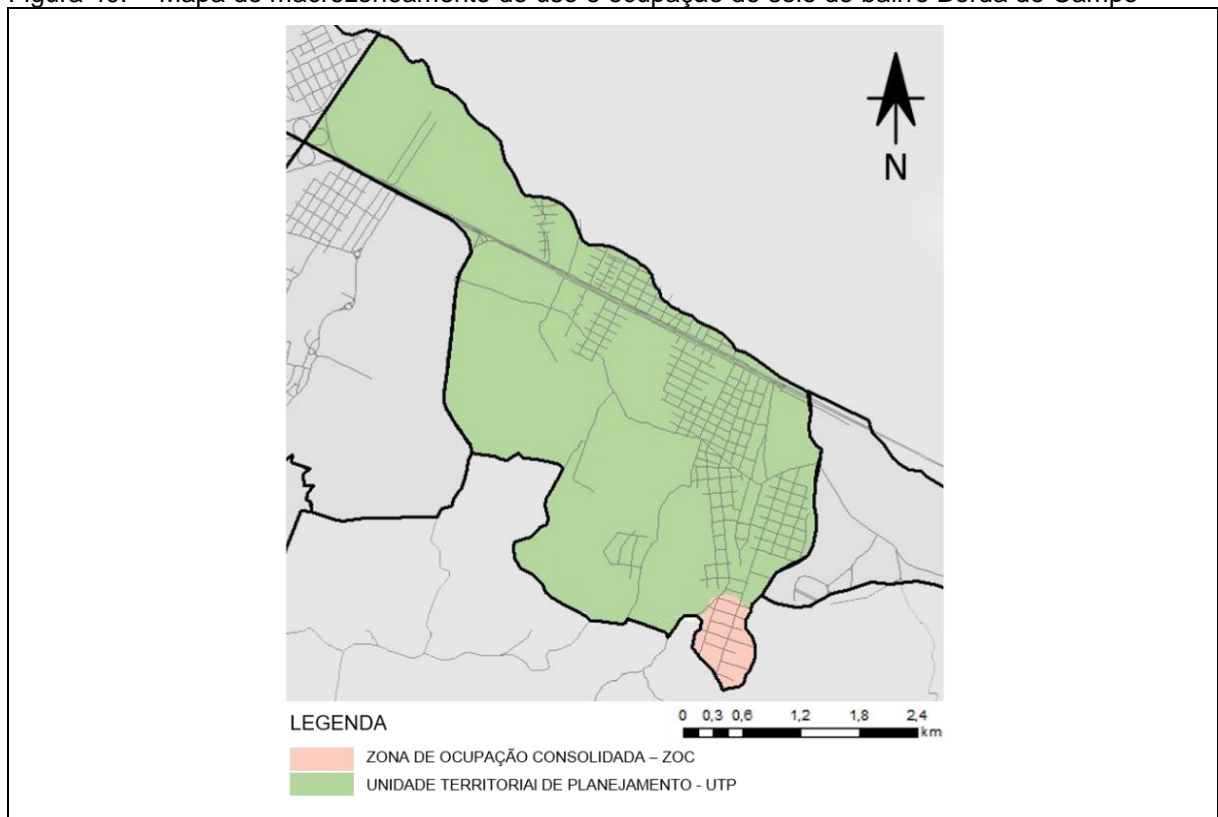 N
LEGENDA
0 0,3 0,6 1,2 1,8 2,4
km
ZONA DE OCUPAÇÃO CONSOLIDADA – ZOC
UNIDADE TERRITORIAI DE PLANEJAMENTO - UTP